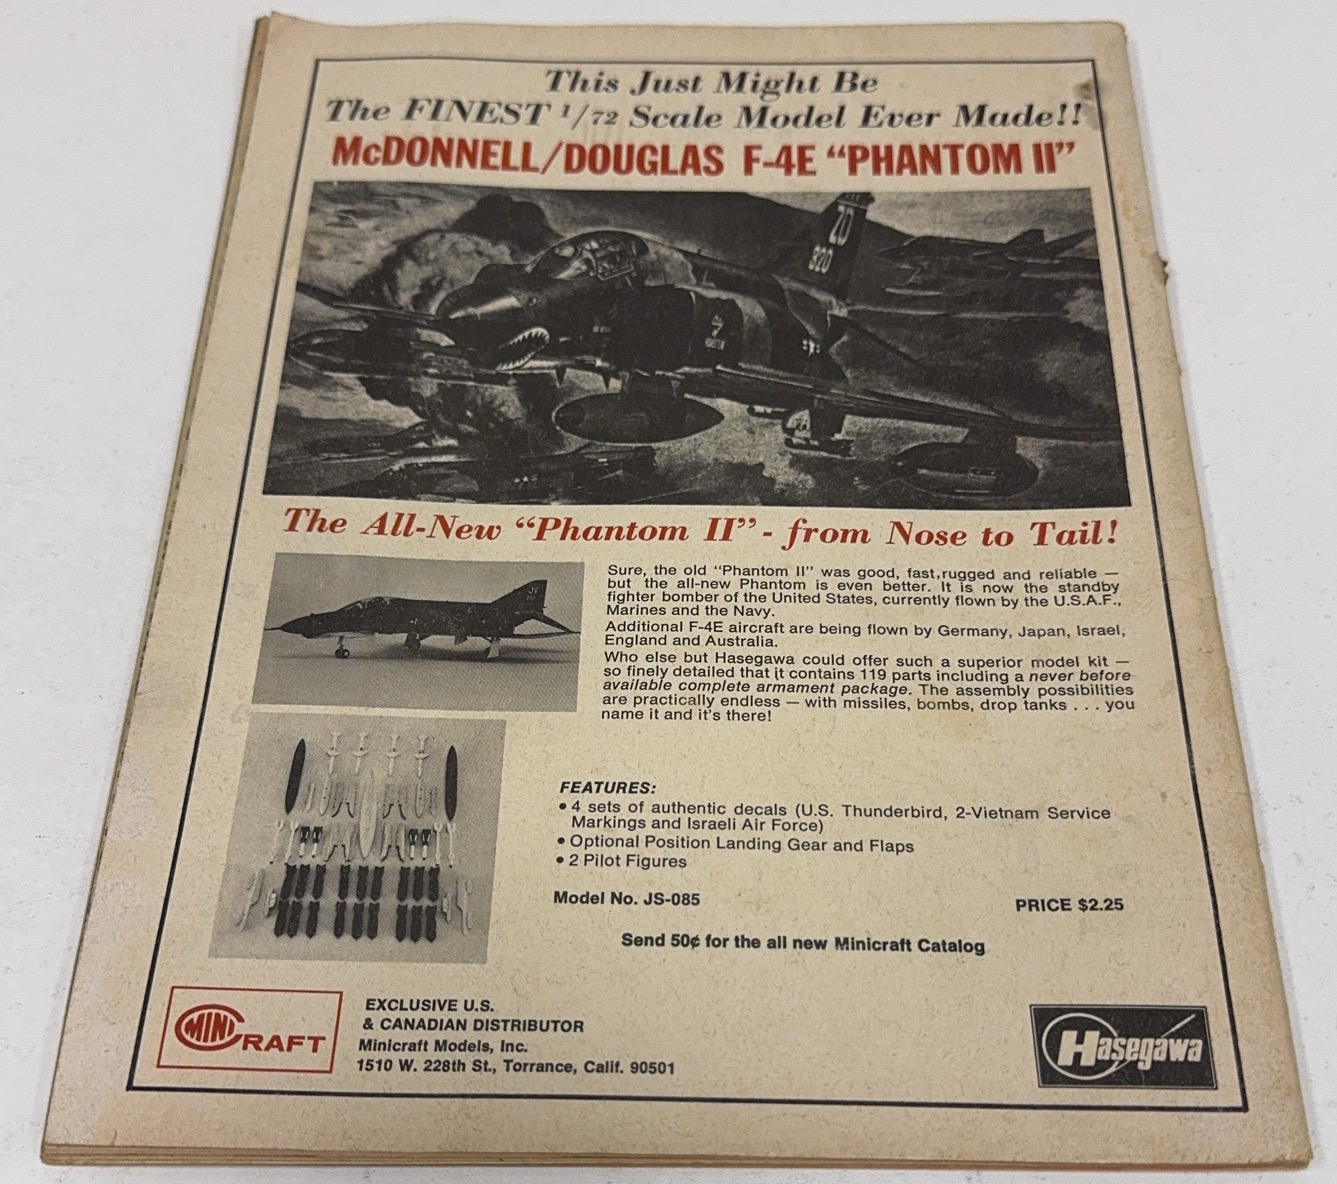 This Just Might Be
The FINEST 1/72 Scale Model Ever Made!!
McDONNELL/DOUGLAS F-4E “PHANTOM II”
ZD
320
The All-New “Phantom II” - from Nose to Tail!
JV
Sure, the old “Phantom II” was good, fast,rugged and reliable —
but the all-new Phantom is even better. It is now the standby
fighter bomber of the United States, currently flown by the U.S.A.F.,
Marines and the Navy.
Additional F-4E aircraft are being flown by Germany, Japan, Israel,
England and Australia.
Who else but Hasegawa could offer such a superior model kit —
so finely detailed that it contains 119 parts including a never before
available complete armament package. The assembly possibilities
are practically endless — with missiles, bombs, drop tanks . . . you
name it and it's there!
FEATURES:
• 4 sets of authentic decals (U.S. Thunderbird, 2-Vietnam Service
Markings and Israeli Air Force)
• Optional Position Landing Gear and Flaps
• 2 Pilot Figures
Model No. JS-085
PRICE $2.25
Send 50¢ for the all new Minicraft Catalog
MINICRAFT
EXCLUSIVE U.S.
& CANADIAN DISTRIBUTOR
Minicraft Models, Inc.
1510 W. 228th St., Torrance, Calif. 90501
Hasegawa